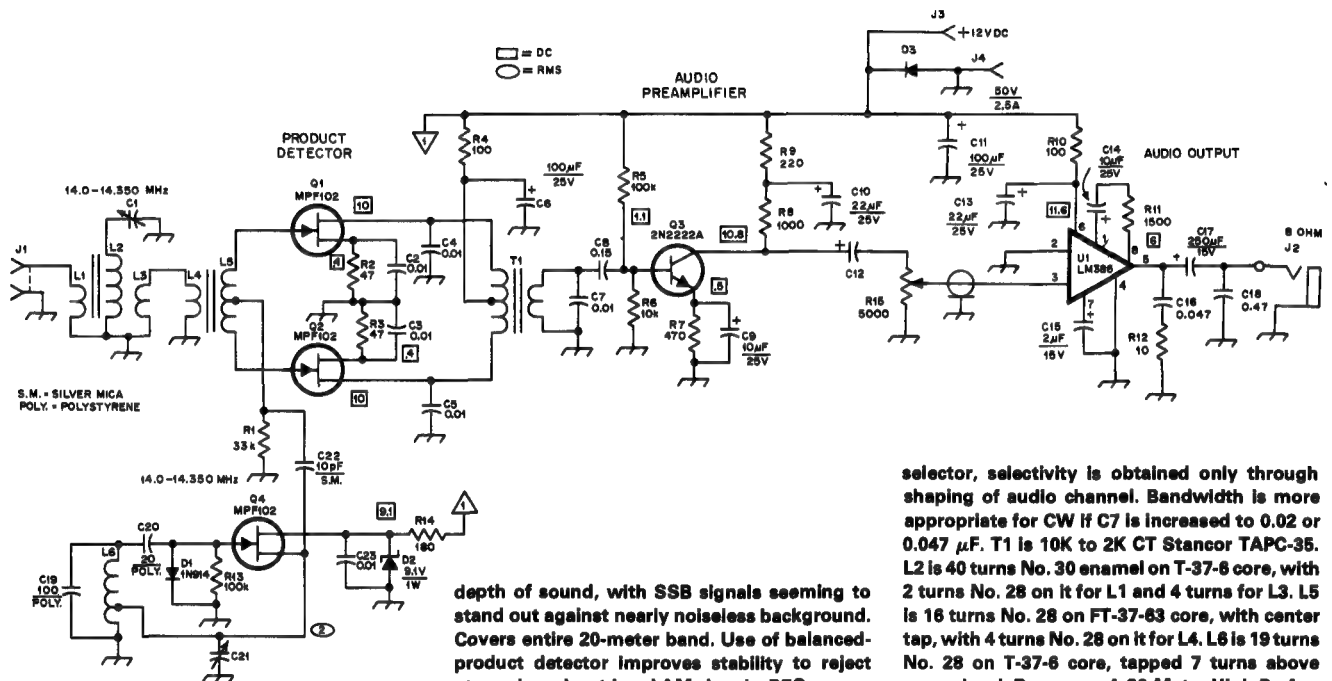 J3
+12VDC
= DC
= RMS
D3
J4
AUDIO
PREAMPLIFIER
50V
2.5A
1
R4
100
PRODUCT
DETECTOR
R9
220
C11
100μF
25V
R10
100
C14
10μF
25V
AUDIO OUTPUT
14.0-14.350 MHz
C1
Q1
MPF102
10
100μF
25V
C6
R5
100k
1.1
C10
22μF
25V
C13
22μF
25V
R8
1000
11.6
R11
1500
J1
L1
L2
L3
L4
L5
.4
R2
47
C2
0.01
C4
0.01
T1
C8
0.15
Q3
2N2222A
10.8
C12
6
1
8
6
5
C17
250μF
15V
8 OHM
J2
2
U1
LM386
3
4
7
Q2
MPF102
R3
47
C3
0.01
.4
C7
0.01
R6
10k
.5
R7
470
C9
10μF
25V
R15
5000
C15
2μF
15V
C16
0.047
C18
0.47
R12
10
S.M. = SILVER MICA
POLY. = POLYSTYRENE
10
C5
0.01
R1
33k
C22
10pF
S.M.
14.0-14.350 MHz
Q4
MPF102
9.1
R14
180
1
C20
20
POLY.
L6
D1
1N914
R13
100k
C23
0.01
D2
9.1V
1W
C19
100
POLY.
2
C21
depth of sound, with SSB signals seeming to
stand out against nearly noiseless background.
Covers entire 20-meter band. Use of balanced-
product detector improves stability to reject
selector, selectivity is obtained only through
shaping of audio channel. Bandwidth is more
appropriate for CW if C7 is increased to 0.02 or
0.047 μF. T1 is 10K to 2K CT Stancor TAPC-35.
L2 is 40 turns No. 30 enamel on T-37-6 core, with
2 turns No. 28 on it for L1 and 4 turns for L3. L5
is 16 turns No. 28 on FT-37-63 core, with center
tap, with 4 turns No. 28 on it for L4. L6 is 19 turns
No. 28 on T-37-6 core, tapped 7 turns above